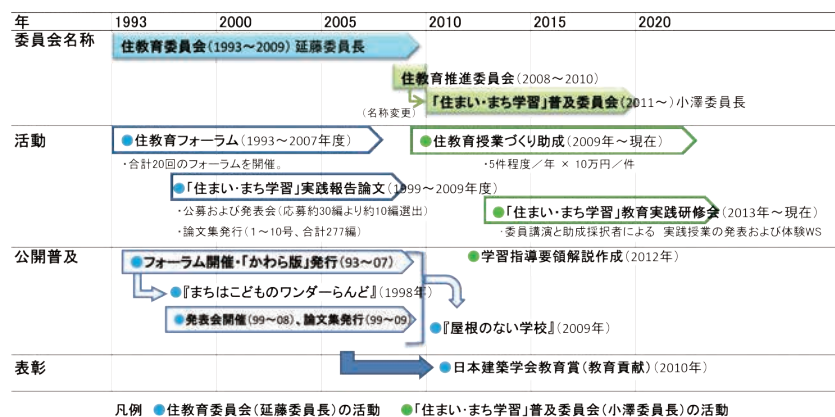 年 1993 2000 2005 2010 2015 2020
委員会名称
住教育委員会(1993～2009) 延藤委員長
住教育推進委員会(2008～2010)
(名称変更)
「住まい・まち学習」普及委員会(2011～)小澤委員長
活動
住教育フォーラム(1993～2007年度)
・合計20回のフォーラムを開催。
住教育授業づくり助成(2009年～現在)
・5件程度／年 × 10万円／件
「住まい・まち学習」実践報告論文(1999～2009年度)
・公募および発表会(応募約30編より約10編選出)
・論文集発行(1～10号、合計277編)
「住まい・まち学習」教育実践研修会(2013年～現在)
・委員講演と助成採択者による 実践授業の発表および体験WS
公開普及
フォーラム開催・「かわら版」発行(93～07)
学習指導要領解説作成(2012年)
『まちはこどものワンダーらんど』(1998年)
発表会開催(99～08)、論文集発行(99～09)
『屋根のない学校』(2009年)
表彰
日本建築学会教育賞(教育貢献)(2010年)
凡例 住教育委員会(延藤委員長)の活動 「住まい・まち学習」普及委員会(小澤委員長)の活動